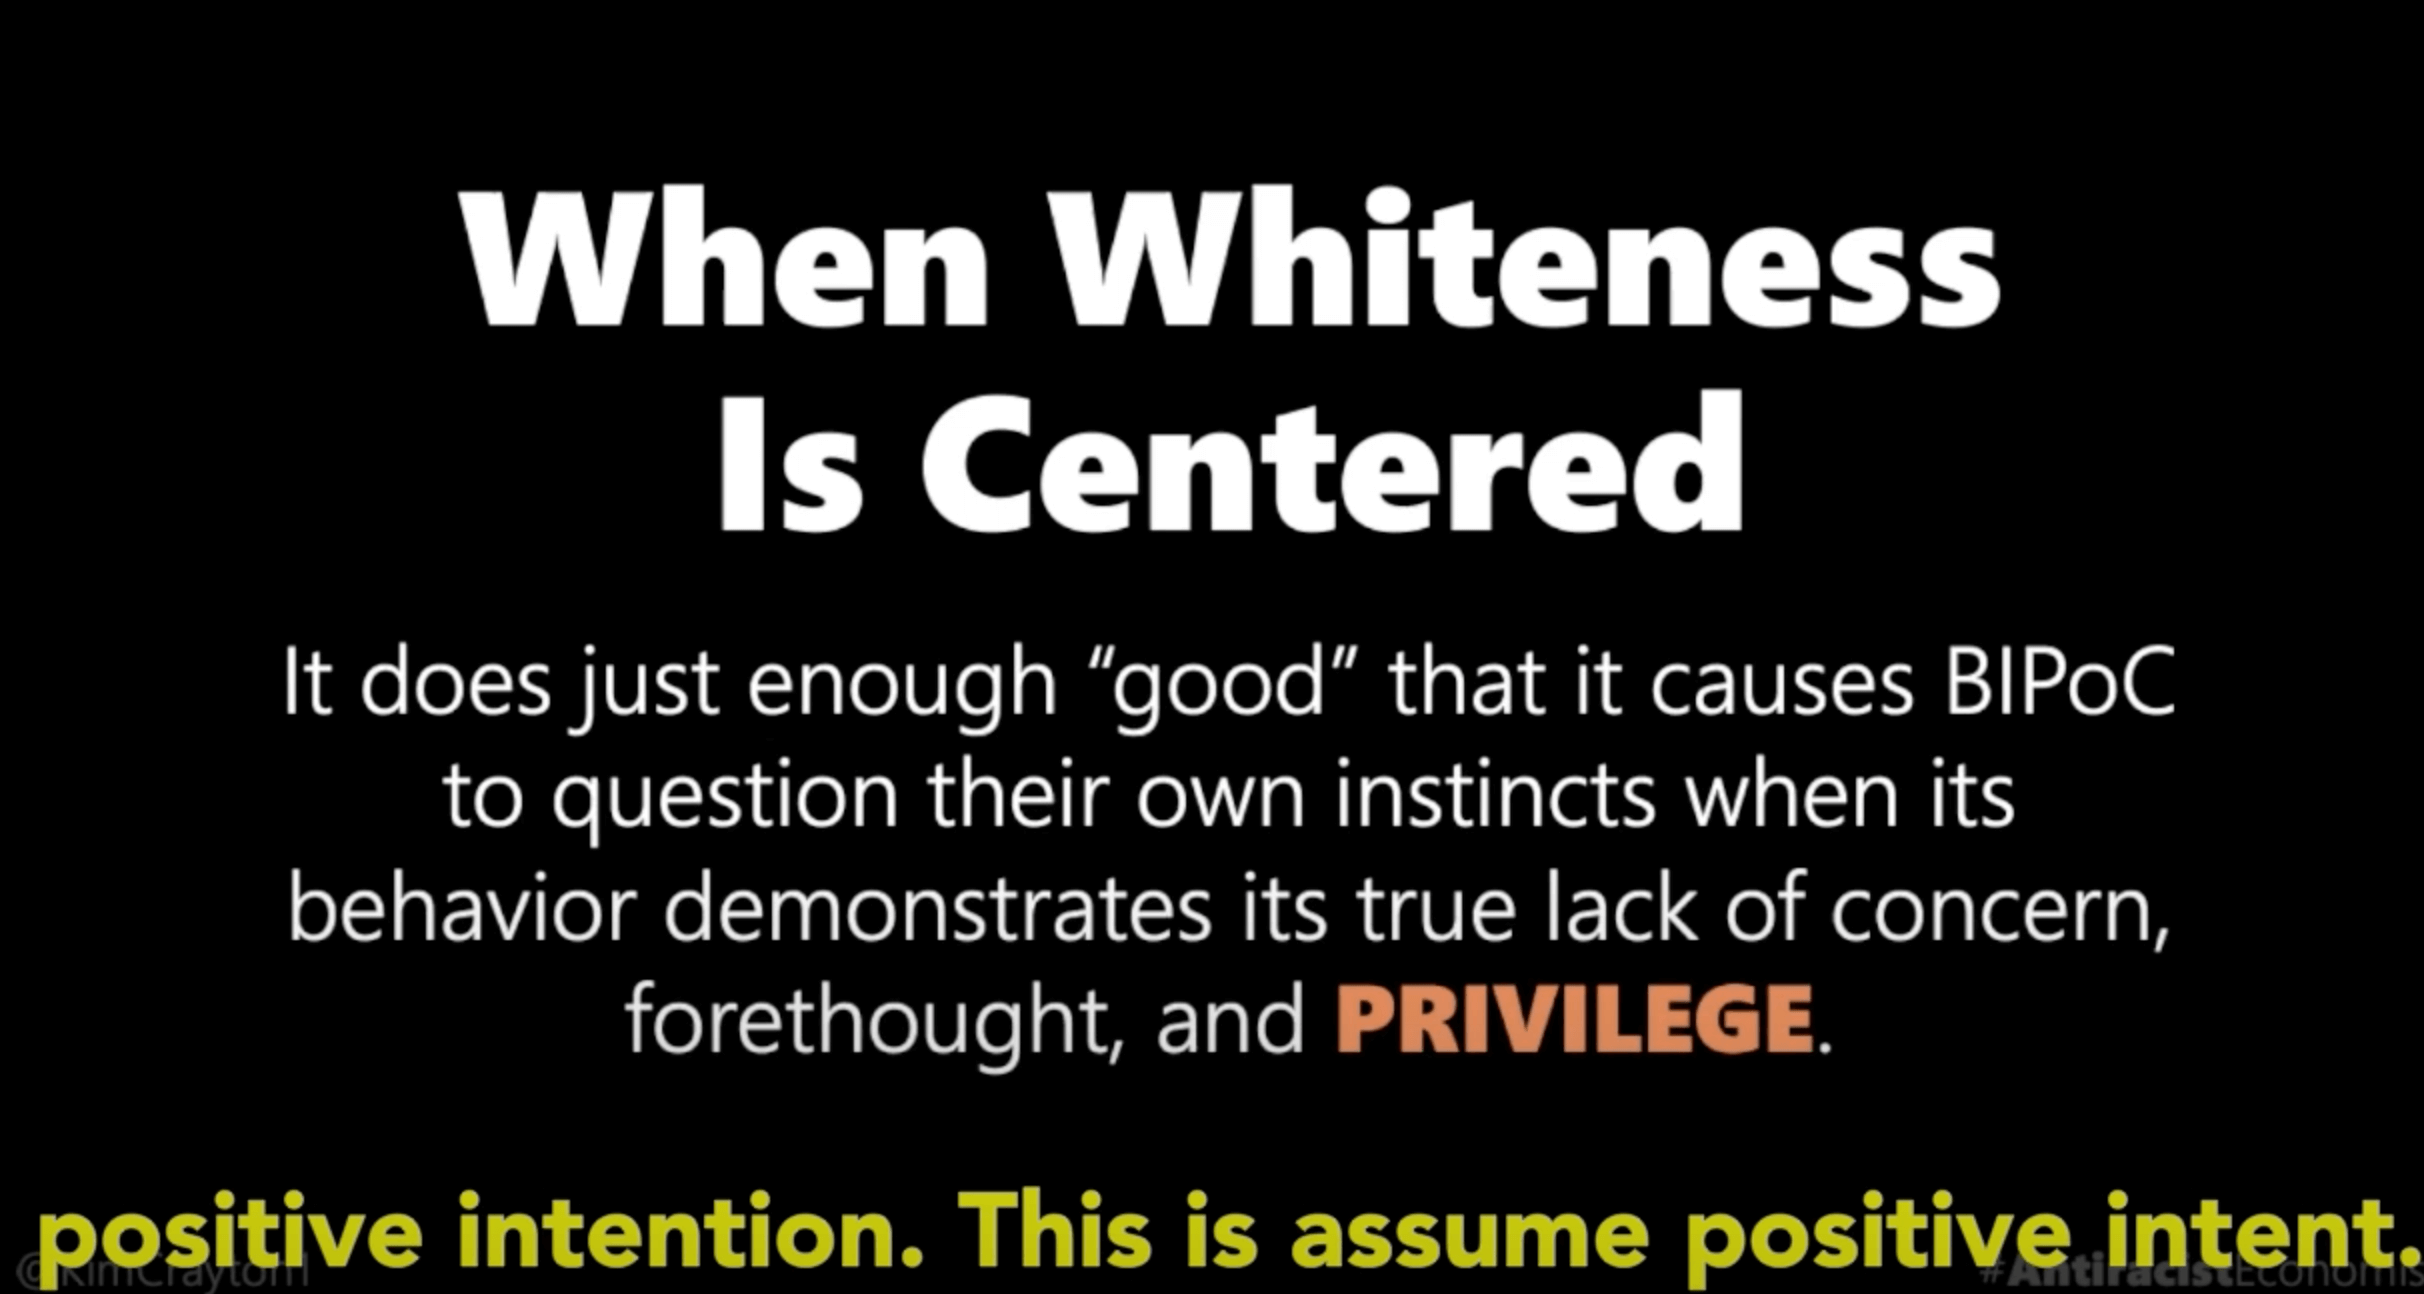 When Whiteness
Is Centered
It does just enough “good” that it causes BIPoC
to question their own instincts when its
behavior demonstrates its true lack of concern,
forethought, and PRIVILEGE.
positive intention. This is assume positive intent.
@KimCrayton1
#AntiracistEconomis